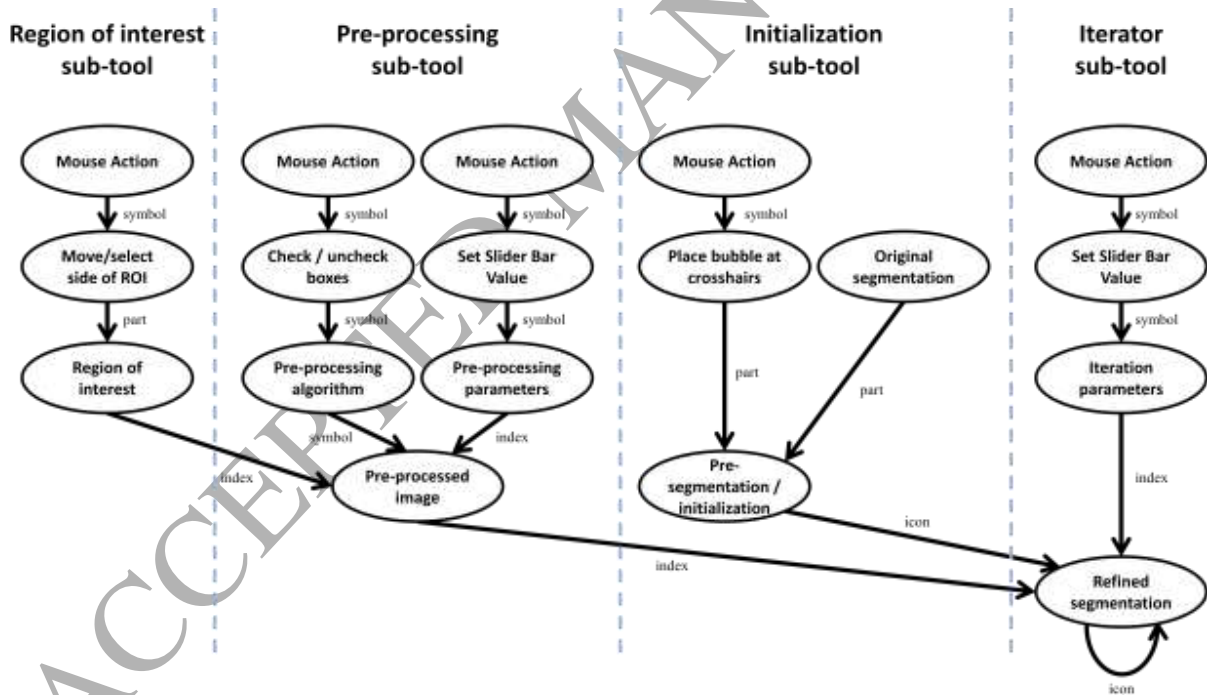 Region of interest
sub-tool
Pre-processing
sub-tool
Initialization
sub-tool
Iterator
sub-tool
Mouse Action
Mouse Action
Mouse Action
Mouse Action
Mouse Action
symbol
symbol
symbol
symbol
symbol
Move/select
side of ROI
Check / uncheck
boxes
Set Slider Bar
Value
Place bubble at
crosshairs
Original
segmentation
Set Slider Bar
Value
part
symbol
symbol
symbol
Region of
interest
Pre-processing
algorithm
Pre-processing
parameters
part
part
Iteration
parameters
symbol
index
index
Pre-processed
image
Pre-
segmentation /
initialization
index
icon
index
Refined
segmentation
icon
ACCEPTED MAN